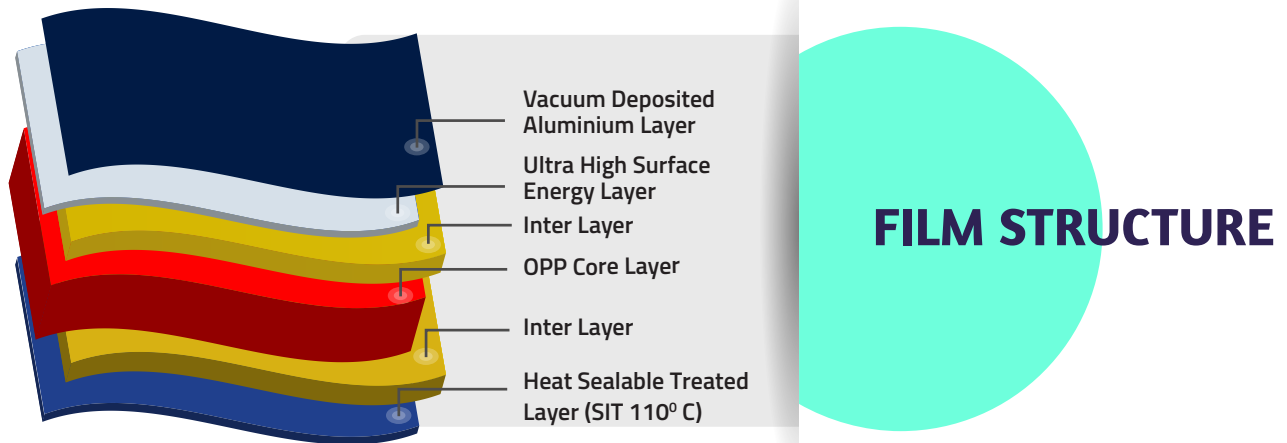 Vacuum Deposited
Aluminium Layer
Ultra High Surface
Energy Layer
Inter Layer
OPP Core Layer
Inter Layer
Heat Sealable Treated
Layer (SIT 110⁰ C)
FILM STRUCTURE